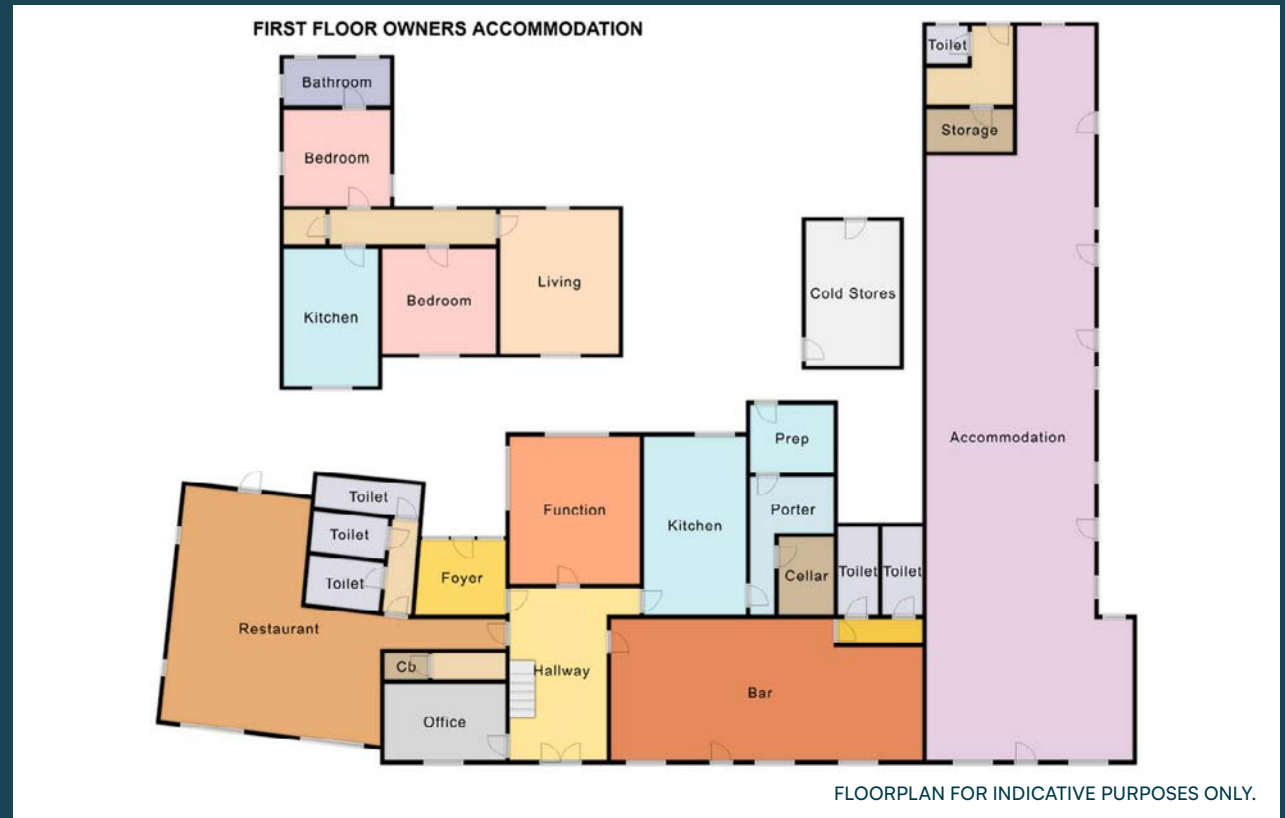 FIRST FLOOR OWNERS ACCOMMODATION
Toilet
Bathroom
Storage
Bedroom
Living
Cold Stores
Bedroom
Kitchen
Accommodation
Prep
Toilet
Function
Porter
Kitchen
Toilet
Foyer
Cellar
Toilet
Toilet
Toilet
Restaurant
Cb
Hallway
Bar
Office
FLOORPLAN FOR INDICATIVE PURPOSES ONLY.